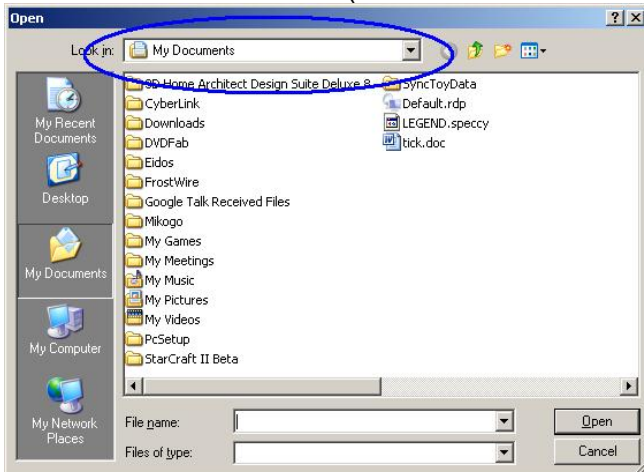 Open
Look in: My Documents
My Recent Documents
Desktop
My Documents
My Computer
My Network Places
3D Home Architect Design Suite Deluxe 8
CyberLink
Downloads
DVDFab
Eidos
FrostWire
Google Talk Received Files
Mikogo
My Games
My Meetings
My Music
My Pictures
My Videos
PcSetup
StarCraft II Beta
SyncToyData
Default.rdp
LEGEND.speccy
tick.doc
File name:
Open
Files of type:
Cancel